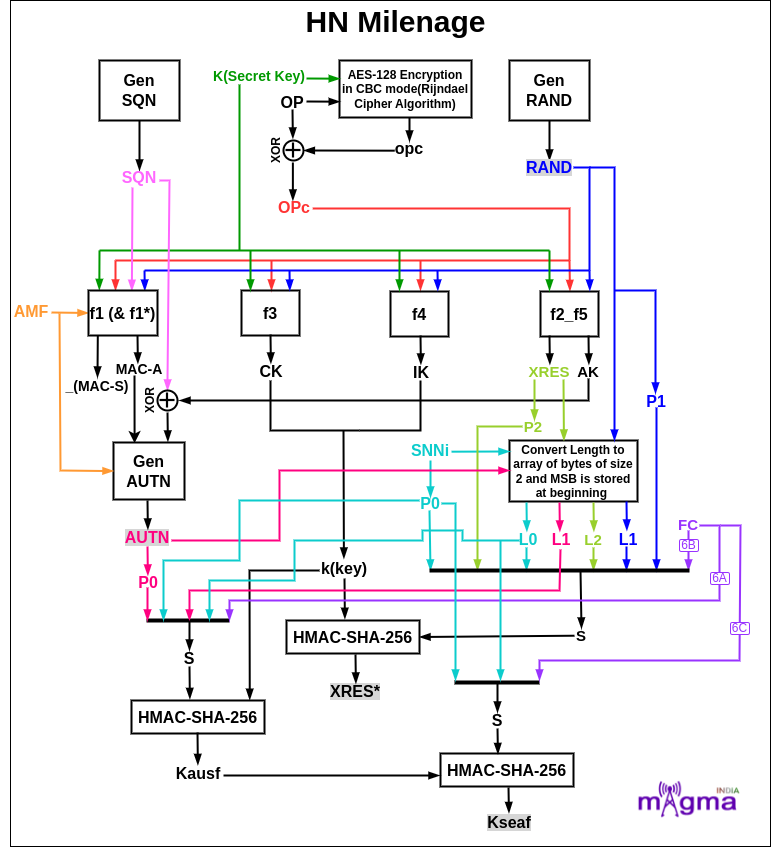 HN Milenage
Gen
SQN
K(Secret Key)
AES-128 Encryption
in CBC mode(Rijndael
Cipher Algorithm)
Gen
RAND
OP
XOR
opc
SQN
RAND
OPc
AMF
f1 (& f1*)
f3
f4
f2_f5
MAC-A
_(MAC-S)
CK
IK
XRES
AK
XOR
P1
P2
Gen
AUTN
SNNi
Convert Length to
array of bytes of size
2 and MSB is stored
at beginning
P0
AUTN
L0
L1
L2
L1
FC
6B
6A
6C
P0
k(key)
HMAC-SHA-256
S
S
XRES*
HMAC-SHA-256
S
Kausf
HMAC-SHA-256
Kseaf
INDIA
magma